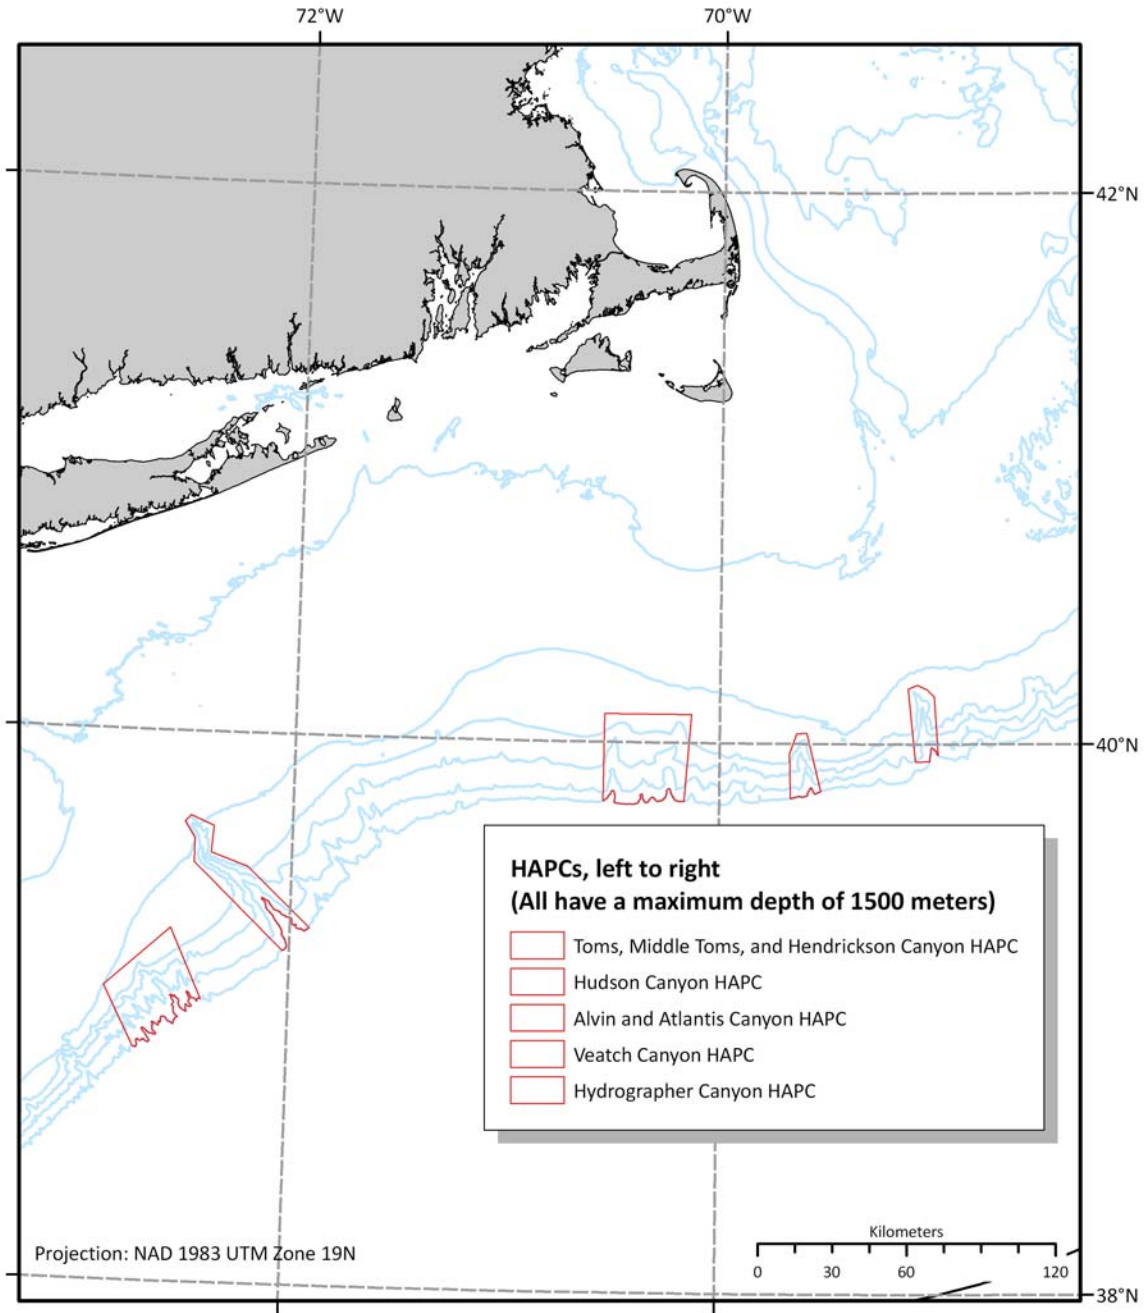 72°W 70°W
42°N
40°N
HAPCs, left to right
(All have a maximum depth of 1500 meters)
Toms, Middle Toms, and Hendrickson Canyon HAPC
Hudson Canyon HAPC
Alvin and Atlantis Canyon HAPC
Veatch Canyon HAPC
Hydrographer Canyon HAPC
Kilometers
Projection: NAD 1983 UTM Zone 19N
0 30 60 120
38°N